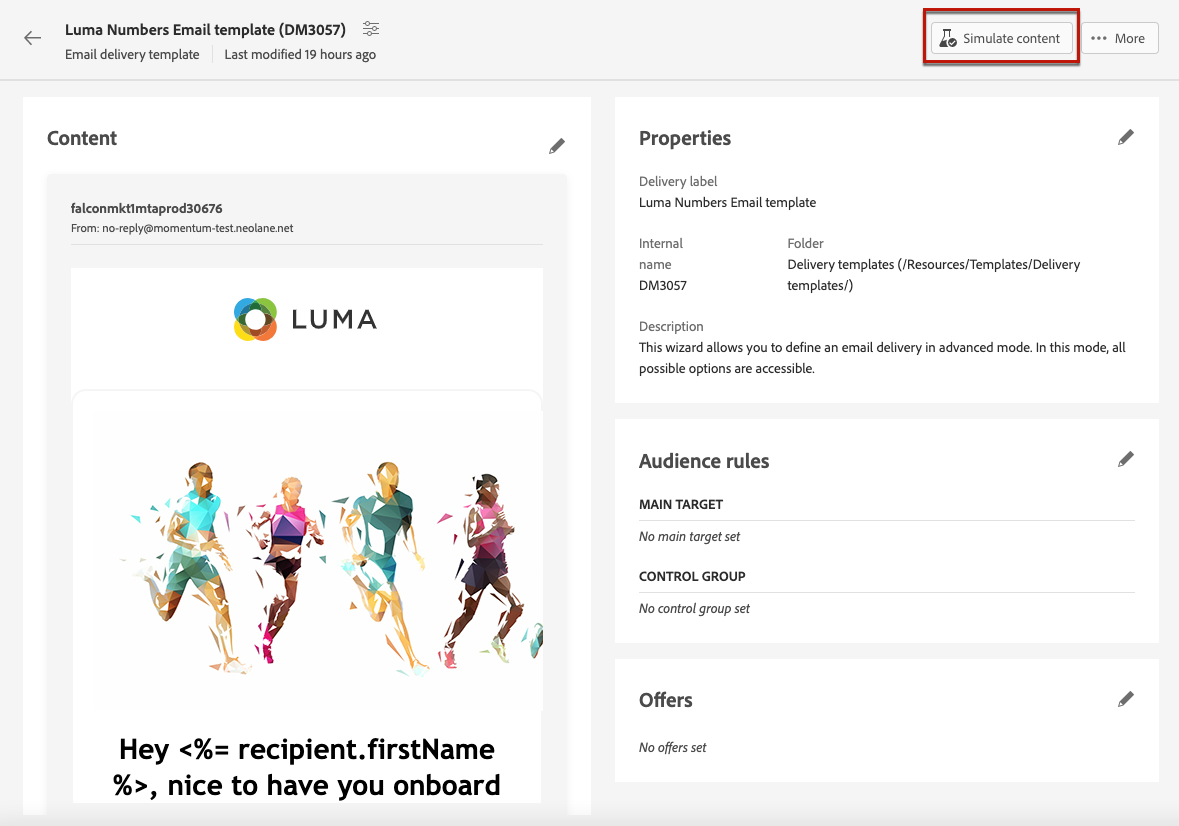 Luma Numbers Email template (DM3057)
Email delivery template
Last modified 19 hours ago
Simulate content
More
Content
falconmkt1mtaprod30676
From: no-reply@momentum-test.neolane.net
LUMA
Hey <%= recipient.firstName
%>, nice to have you onboard
Properties
Delivery label
Luma Numbers Email template
Internal
name
DM3057
Folder
Delivery templates (/Resources/Templates/Delivery
templates/)
Description
This wizard allows you to define an email delivery in advanced mode. In this mode, all
possible options are accessible.
Audience rules
MAIN TARGET
No main target set
CONTROL GROUP
No control group set
Offers
No offers set